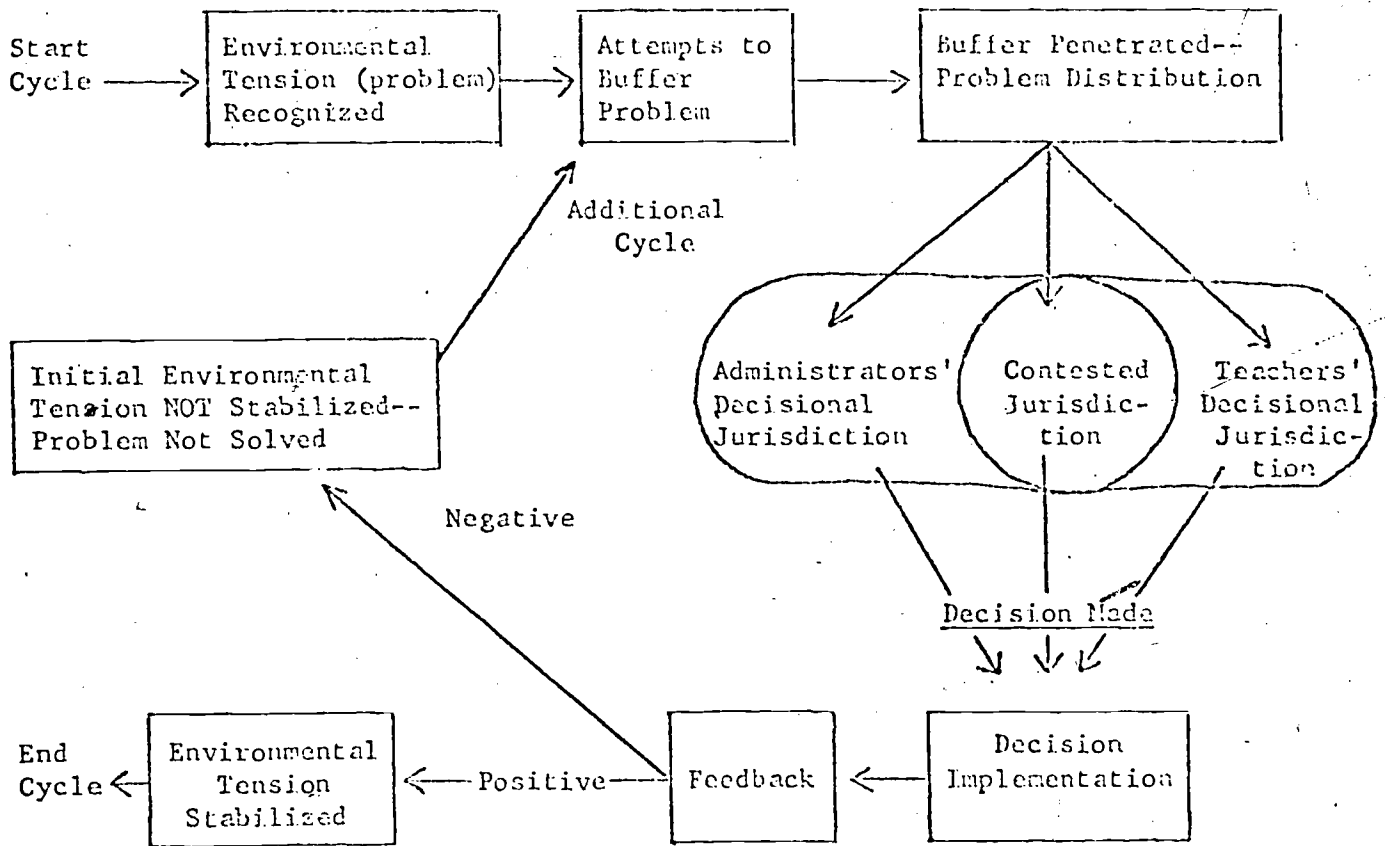 Start
Cycle
Environmental
Tension (problem)
Recognized
Attempts to
Buffer
Problem
Buffer Penetrated--
Problem Distribution
Additional
Cycle
Initial Environmental
Tension NOT Stabilized--
Problem Not Solved
Administrators'
Decisional
Jurisdiction
Contested
Jurisdic-
tion
Teachers'
Decisional
Jurisdic-
tion
Negative
Decision Made
End
Cycle
Environmental
Tension
Stabilized
Positive
Feedback
Decision
Implementation